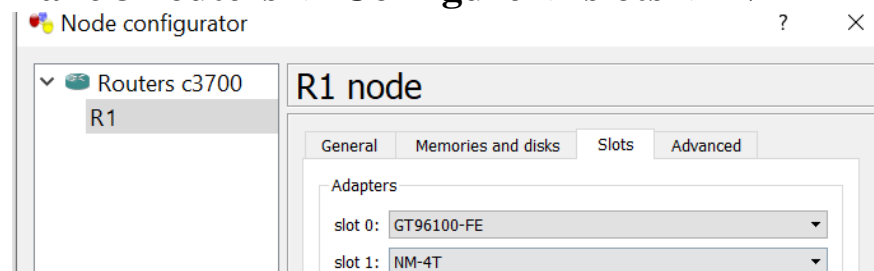 Node configurator ? ×
Routers c3700
R1
R1 node
General Memories and disks Slots Advanced
Adapters
slot 0: GT96100-FE
slot 1: NM-4T